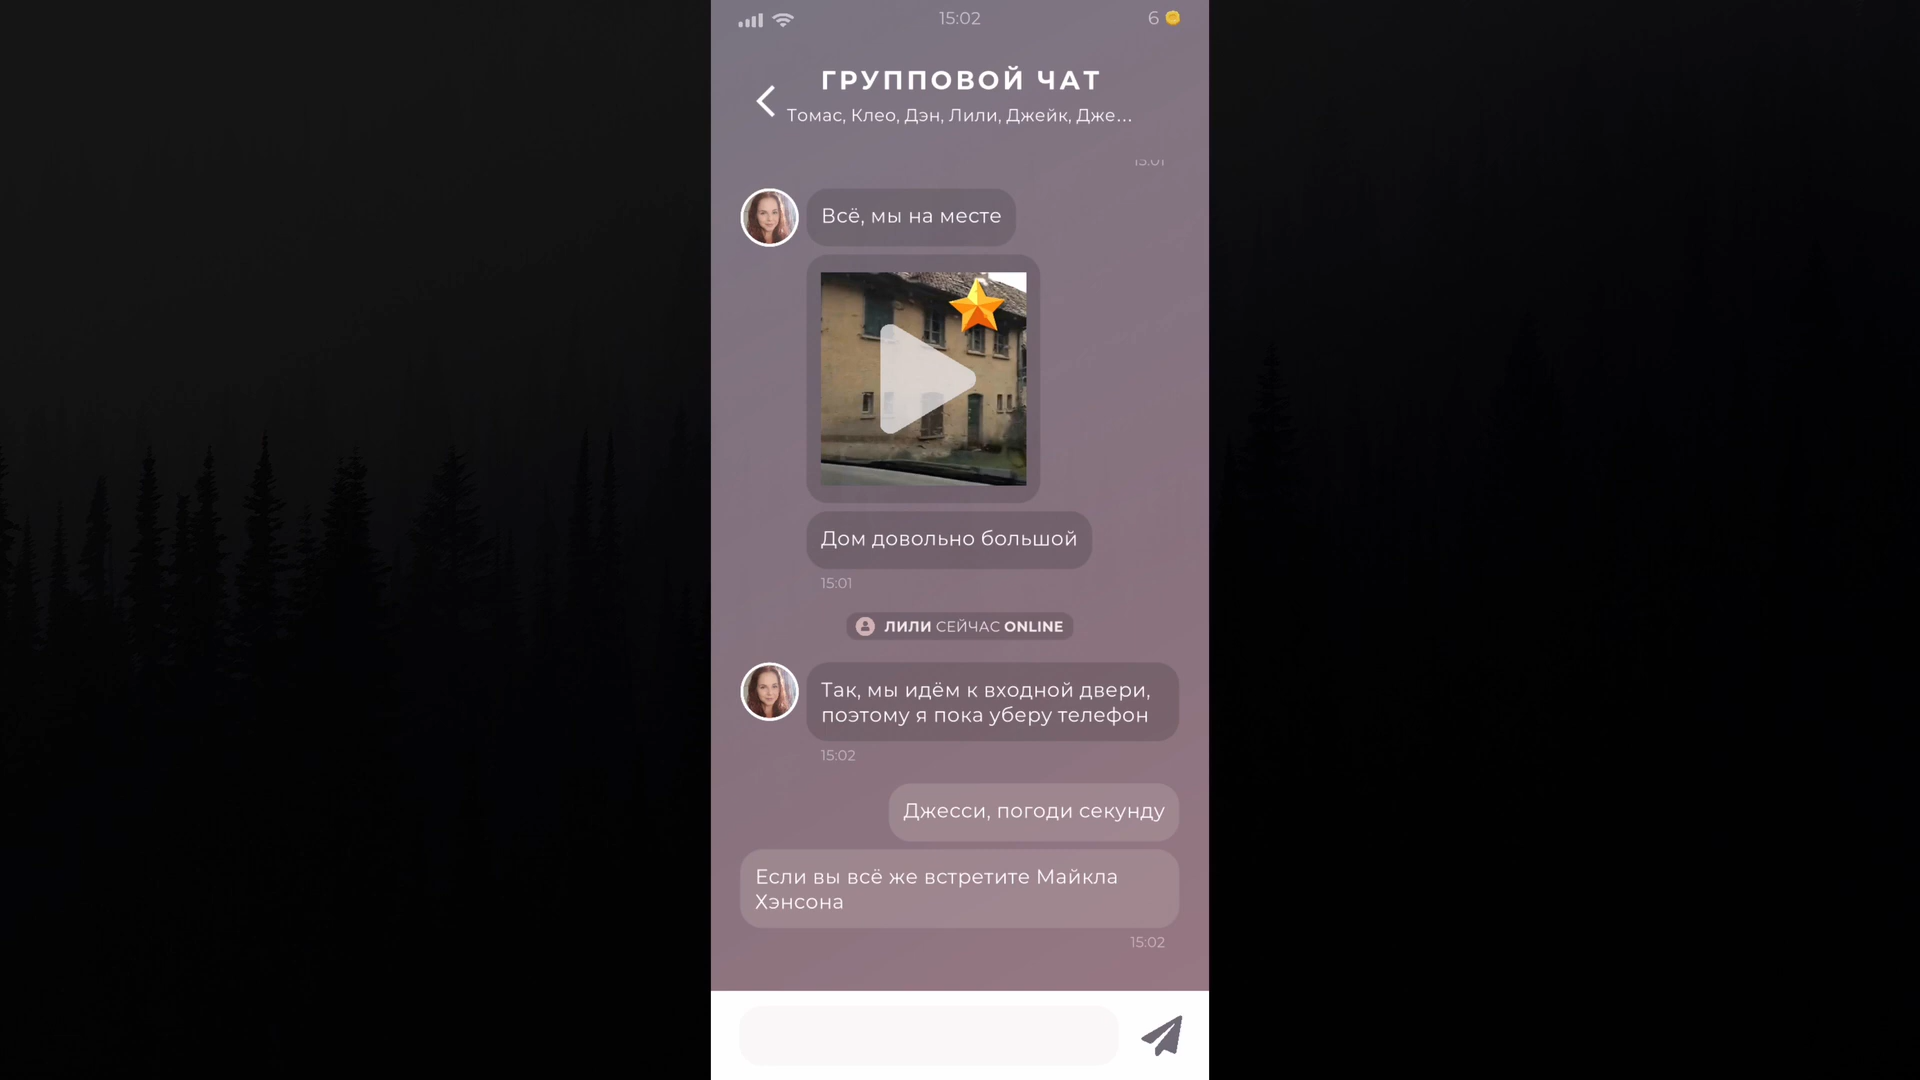 15:02
6
ГРУППОВОЙ ЧАТ
Томас, Клео, Дэн, Лили, Джейк, Дже...
15:01
Всё, мы на месте
Дом довольно большой
15:01
ЛИЛИ СЕЙЧАС ONLINE
Так, мы идём к входной двери,
поэтому я пока уберу телефон
15:02
Джесси, погоди секунду
Если вы всё же встретите Майкла
Хэнсона
15:02